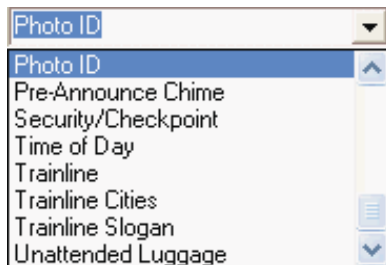 Photo ID
Photo ID
Pre-Announce Chime
Security/Checkpoint
Time of Day
Trainline
Trainline Cities
Trainline Slogan
Unattended Luggage